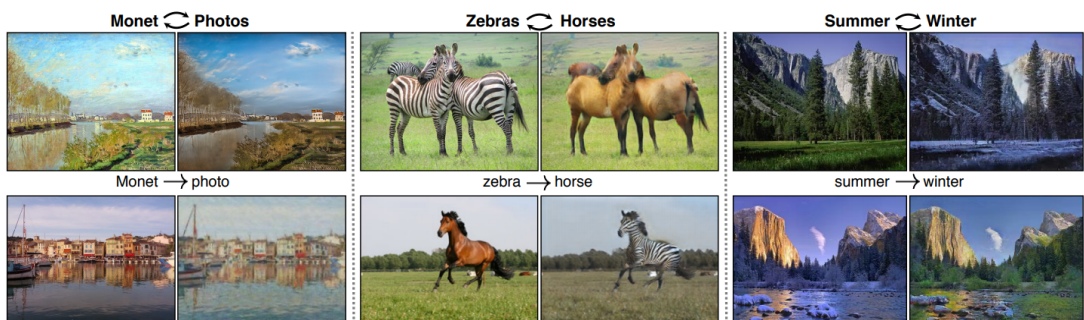 Monet Photos
Zebras Horses
Summer Winter
Monet → photo
zebra → horse
summer → winter